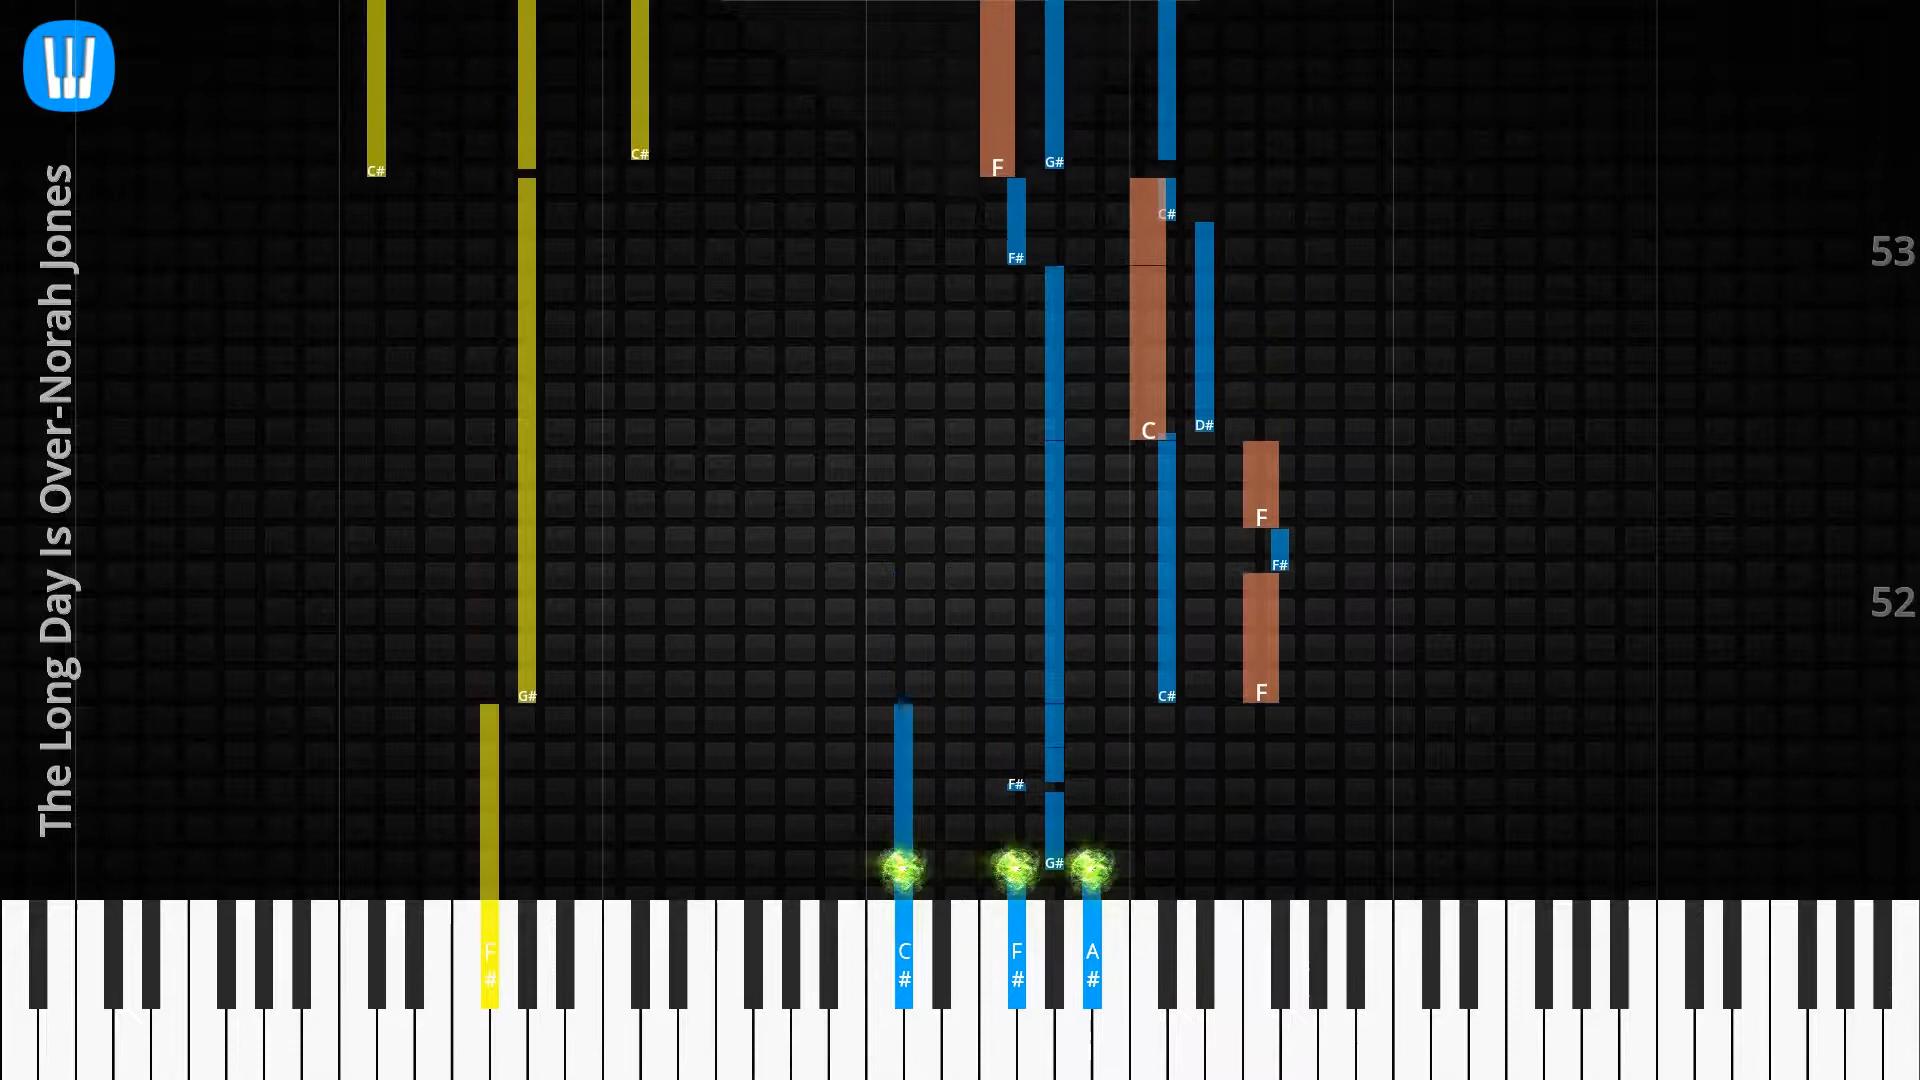 The Long Day Is Over-Norah Jones
C#
C#
F
G#
C#
F#
53
C
D#
F
F#
52
G#
C#
F
F#
G#
F
#
C
#
F
#
A
#